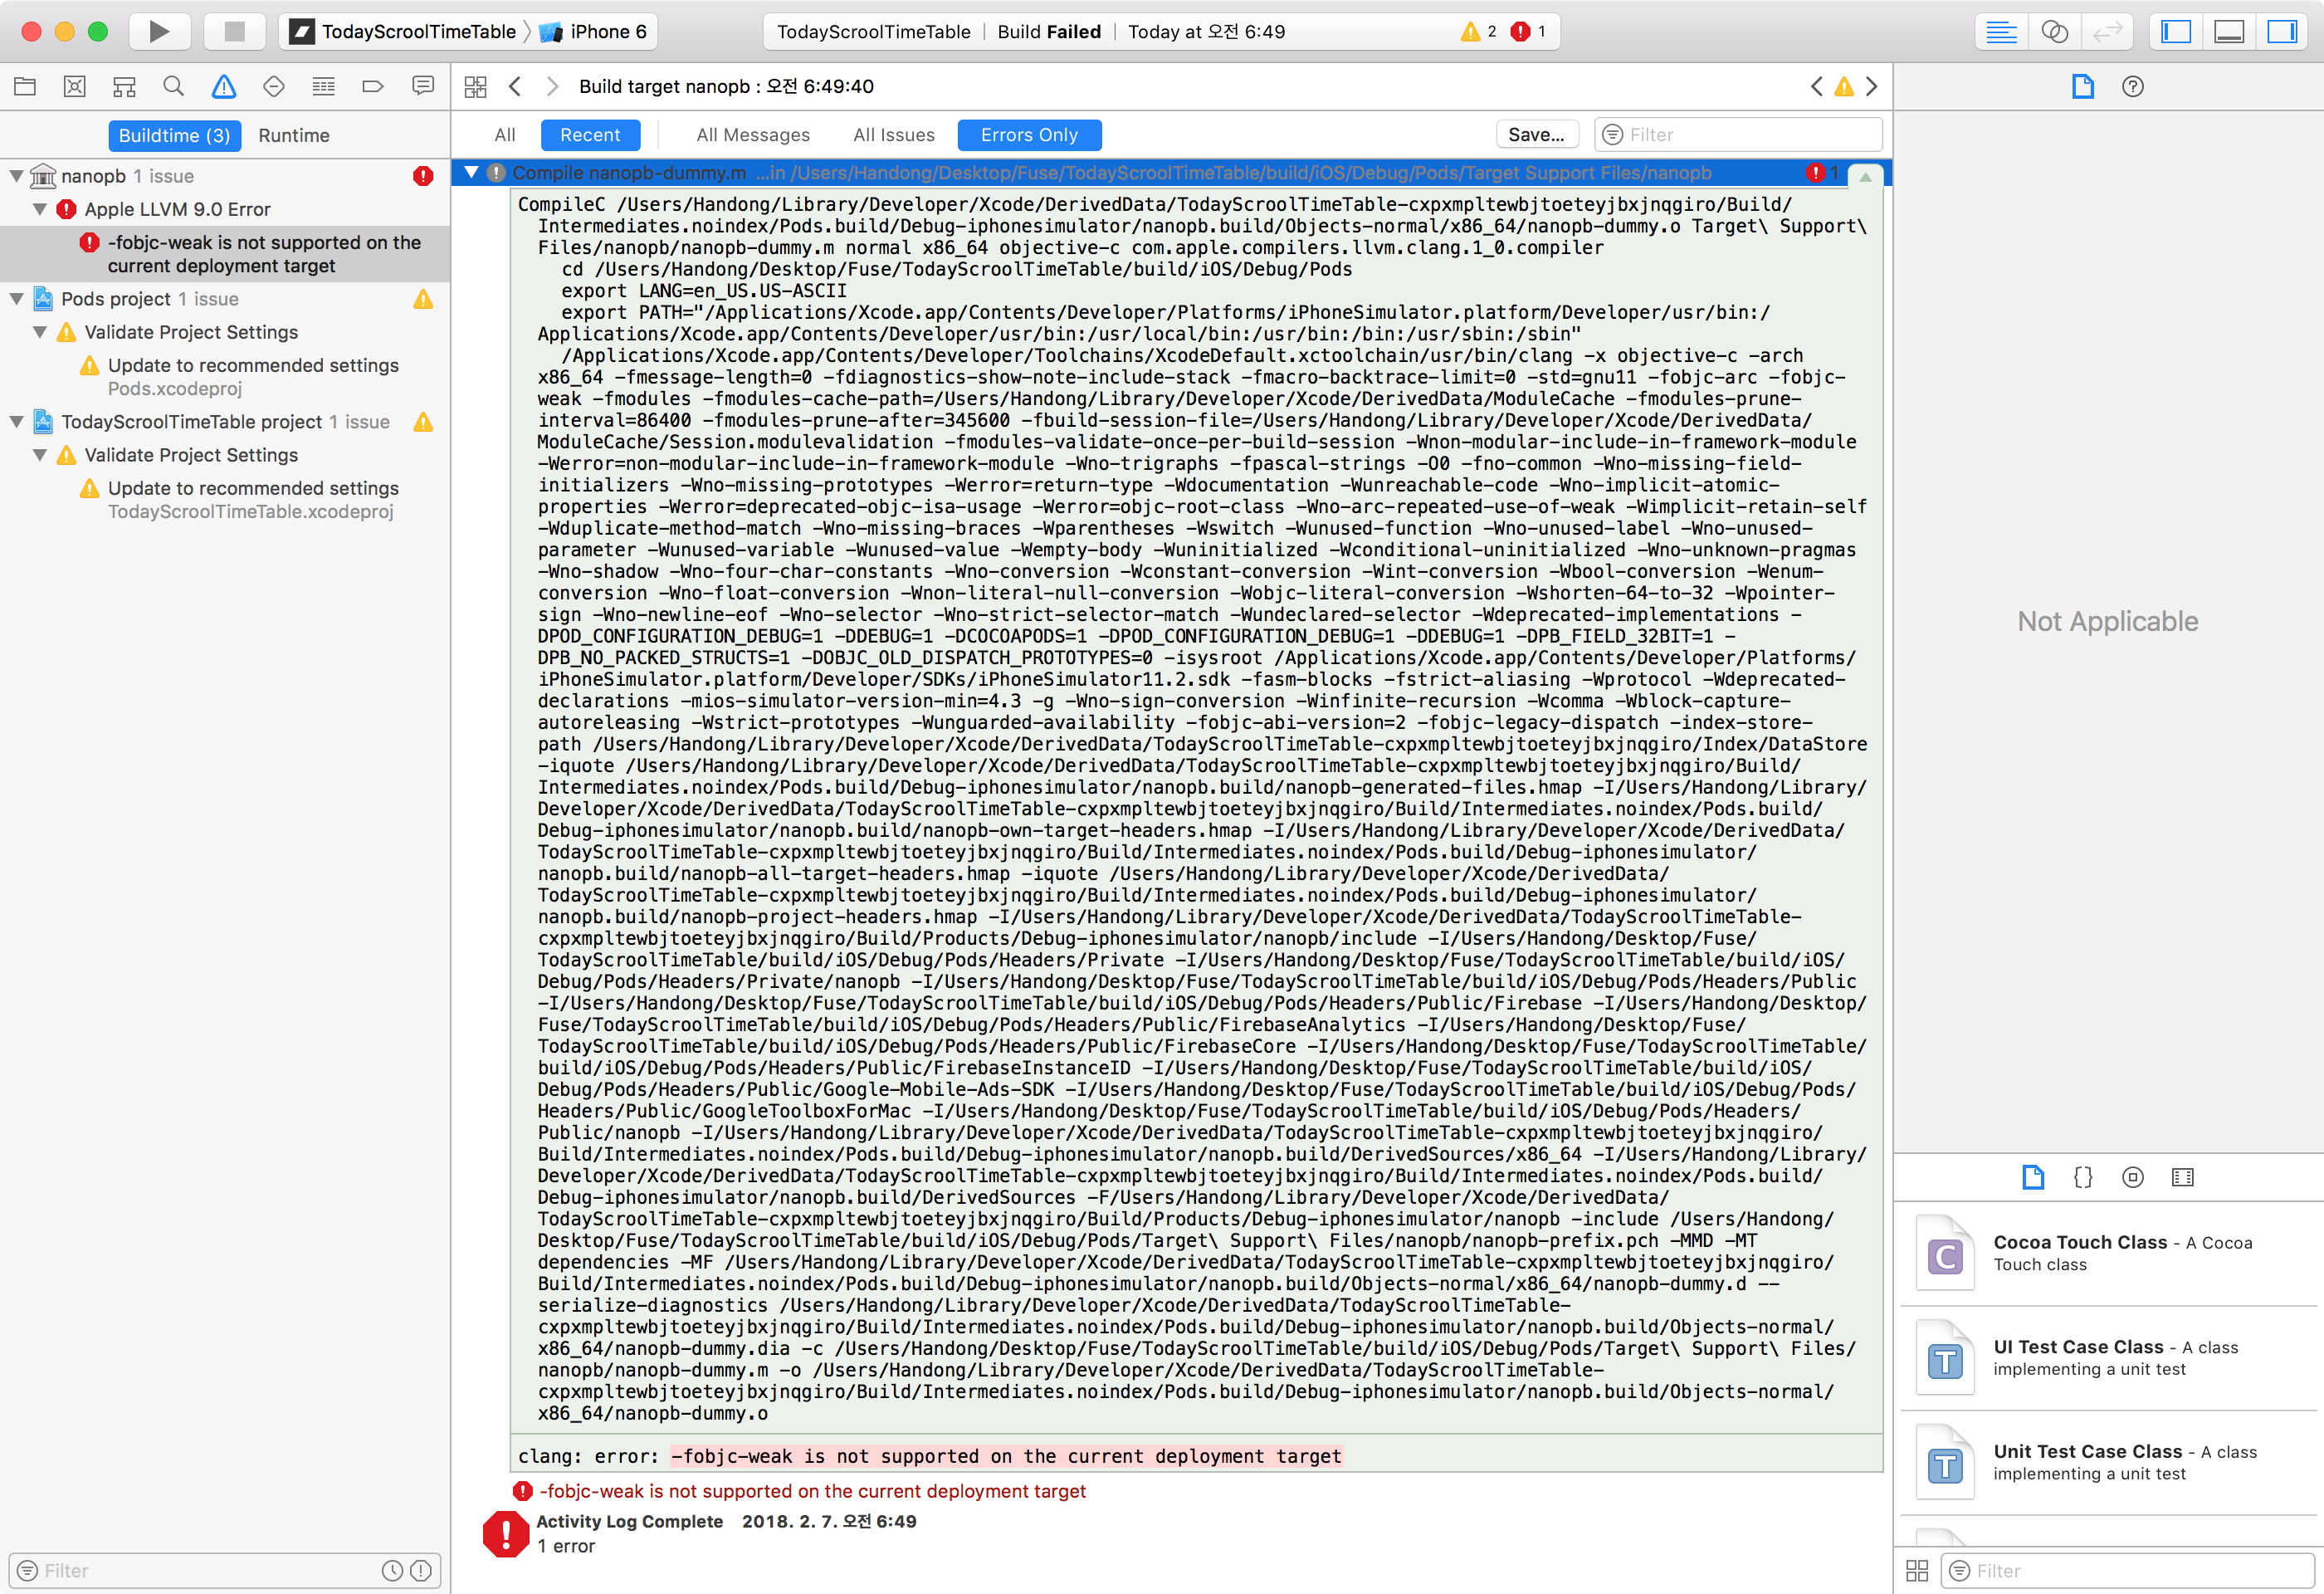 TodayScroolTimeTable 〉 iPhone 6
TodayScroolTimeTable | Build Failed | Today at 오전 6:49
2 1
Build target nanopb : 오전 6:49:40
Buildtime (3) Runtime
All Recent All Messages All Issues Errors Only Save... Filter
nanopb 1 issue
Apple LLVM 9.0 Error
-fobjc-weak is not supported on the
current deployment target
Pods project 1 issue
Validate Project Settings
Update to recommended settings
Pods.xcodeproj
TodayScroolTimeTable project 1 issue
Validate Project Settings
Update to recommended settings
TodayScroolTimeTable.xcodeproj
Filter
Compile nanopb-dummy.m ...in /Users/Handong/Desktop/Fuse/TodayScroolTimeTable/build/iOS/Debug/Pods/Target Support Files/nanopb 1
CompileC /Users/Handong/Library/Developer/Xcode/DerivedData/TodayScroolTimeTable-cxpxmpltewbjtoeteyjbxjnqgiro/Build/
Intermediates.noindex/Pods.build/Debug-iphonesimulator/nanopb.build/Objects-normal/x86_64/nanopb-dummy.o Target\ Support\
Files/nanopb/nanopb-dummy.m normal x86_64 objective-c com.apple.compilers.llvm.clang.1_0.compiler
cd /Users/Handong/Desktop/Fuse/TodayScroolTimeTable/build/iOS/Debug/Pods
export LANG=en_US.US-ASCII
export PATH="/Applications/Xcode.app/Contents/Developer/Platforms/iPhoneSimulator.platform/Developer/usr/bin:/
Applications/Xcode.app/Contents/Developer/usr/bin:/usr/local/bin:/usr/bin:/bin:/usr/sbin:/sbin"
/Applications/Xcode.app/Contents/Developer/Toolchains/XcodeDefault.xctoolchain/usr/bin/clang -x objective-c -arch
x86_64 -fmessage-length=0 -fdiagnostics-show-note-include-stack -fmacro-backtrace-limit=0 -std=gnu11 -fobjc-arc -fobjc-
weak -fmodules -fmodules-cache-path=/Users/Handong/Library/Developer/Xcode/DerivedData/ModuleCache -fmodules-prune-
interval=86400 -fmodules-prune-after=345600 -fbuild-session-file=/Users/Handong/Library/Developer/Xcode/DerivedData/
ModuleCache/Session.modulevalidation -fmodules-validate-once-per-build-session -Wnon-modular-include-in-framework-module
-Werror=non-modular-include-in-framework-module -Wno-trigraphs -fpascal-strings -O0 -fno-common -Wno-missing-field-
initializers -Wno-missing-prototypes -Werror=return-type -Wdocumentation -Wunreachable-code -Wno-implicit-atomic-
properties -Werror=deprecated-objc-isa-usage -Werror=objc-root-class -Wno-arc-repeated-use-of-weak -Wimplicit-retain-self
-Wduplicate-method-match -Wno-missing-braces -Wparentheses -Wswitch -Wunused-function -Wno-unused-label -Wno-unused-
parameter -Wunused-variable -Wunused-value -Wempty-body -Wuninitialized -Wconditional-uninitialized -Wno-unknown-pragmas
-Wno-shadow -Wno-four-char-constants -Wno-conversion -Wconstant-conversion -Wint-conversion -Wbool-conversion -Wenum-
conversion -Wno-float-conversion -Wnon-literal-null-conversion -Wobjc-literal-conversion -Wshorten-64-to-32 -Wpointer-
sign -Wno-newline-eof -Wno-selector -Wno-strict-selector-match -Wundeclared-selector -Wdeprecated-implementations -
DPOD_CONFIGURATION_DEBUG=1 -DDEBUG=1 -DCOCOAPODS=1 -DPOD_CONFIGURATION_DEBUG=1 -DDEBUG=1 -DPB_FIELD_32BIT=1 -
DPB_NO_PACKED_STRUCTS=1 -DOBJC_OLD_DISPATCH_PROTOTYPES=0 -isysroot /Applications/Xcode.app/Contents/Developer/Platforms/
iPhoneSimulator.platform/Developer/SDKs/iPhoneSimulator11.2.sdk -fasm-blocks -fstrict-aliasing -Wprotocol -Wdeprecated-
declarations -mios-simulator-version-min=4.3 -g -Wno-sign-conversion -Winfinite-recursion -Wcomma -Wblock-capture-
autoreleasing -Wstrict-prototypes -Wunguarded-availability -fobjc-abi-version=2 -fobjc-legacy-dispatch -index-store-
path /Users/Handong/Library/Developer/Xcode/DerivedData/TodayScroolTimeTable-cxpxmpltewbjtoeteyjbxjnqgiro/Index/DataStore
-iquote /Users/Handong/Library/Developer/Xcode/DerivedData/TodayScroolTimeTable-cxpxmpltewbjtoeteyjbxjnqgiro/Build/
Intermediates.noindex/Pods.build/Debug-iphonesimulator/nanopb.build/nanopb-generated-files.hmap -I/Users/Handong/Library/
Developer/Xcode/DerivedData/TodayScroolTimeTable-cxpxmpltewbjtoeteyjbxjnqgiro/Build/Intermediates.noindex/Pods.build/
Debug-iphonesimulator/nanopb.build/nanopb-own-target-headers.hmap -I/Users/Handong/Library/Developer/Xcode/DerivedData/
TodayScroolTimeTable-cxpxmpltewbjtoeteyjbxjnqgiro/Build/Intermediates.noindex/Pods.build/Debug-iphonesimulator/
nanopb.build/nanopb-all-target-headers.hmap -iquote /Users/Handong/Library/Developer/Xcode/DerivedData/
TodayScroolTimeTable-cxpxmpltewbjtoeteyjbxjnqgiro/Build/Intermediates.noindex/Pods.build/Debug-iphonesimulator/
nanopb.build/nanopb-project-headers.hmap -I/Users/Handong/Library/Developer/Xcode/DerivedData/TodayScroolTimeTable-
cxpxmpltewbjtoeteyjbxjnqgiro/Build/Products/Debug-iphonesimulator/nanopb/include -I/Users/Handong/Desktop/Fuse/
TodayScroolTimeTable/build/iOS/Debug/Pods/Headers/Private -I/Users/Handong/Desktop/Fuse/TodayScroolTimeTable/build/iOS/
Debug/Pods/Headers/Private/nanopb -I/Users/Handong/Desktop/Fuse/TodayScroolTimeTable/build/iOS/Debug/Pods/Headers/Public
-I/Users/Handong/Desktop/Fuse/TodayScroolTimeTable/build/iOS/Debug/Pods/Headers/Public/Firebase -I/Users/Handong/Desktop/
Fuse/TodayScroolTimeTable/build/iOS/Debug/Pods/Headers/Public/FirebaseAnalytics -I/Users/Handong/Desktop/Fuse/
TodayScroolTimeTable/build/iOS/Debug/Pods/Headers/Public/FirebaseCore -I/Users/Handong/Desktop/Fuse/TodayScroolTimeTable/
build/iOS/Debug/Pods/Headers/Public/FirebaseInstanceID -I/Users/Handong/Desktop/Fuse/TodayScroolTimeTable/build/iOS/
Debug/Pods/Headers/Public/Google-Mobile-Ads-SDK -I/Users/Handong/Desktop/Fuse/TodayScroolTimeTable/build/iOS/Debug/Pods/
Headers/Public/GoogleToolboxForMac -I/Users/Handong/Desktop/Fuse/TodayScroolTimeTable/build/iOS/Debug/Pods/Headers/
Public/nanopb -I/Users/Handong/Library/Developer/Xcode/DerivedData/TodayScroolTimeTable-cxpxmpltewbjtoeteyjbxjnqgiro/
Build/Intermediates.noindex/Pods.build/Debug-iphonesimulator/nanopb.build/DerivedSources/x86_64 -I/Users/Handong/Library/
Developer/Xcode/DerivedData/TodayScroolTimeTable-cxpxmpltewbjtoeteyjbxjnqgiro/Build/Intermediates.noindex/Pods.build/
Debug-iphonesimulator/nanopb.build/DerivedSources -F/Users/Handong/Library/Developer/Xcode/DerivedData/
TodayScroolTimeTable-cxpxmpltewbjtoeteyjbxjnqgiro/Build/Products/Debug-iphonesimulator/nanopb -include /Users/Handong/
Desktop/Fuse/TodayScroolTimeTable/build/iOS/Debug/Pods/Target\ Support\ Files/nanopb/nanopb-prefix.pch -MMD -MT
dependencies -MF /Users/Handong/Library/Developer/Xcode/DerivedData/TodayScroolTimeTable-cxpxmpltewbjtoeteyjbxjnqgiro/
Build/Intermediates.noindex/Pods.build/Debug-iphonesimulator/nanopb.build/Objects-normal/x86_64/nanopb-dummy.d --
serialize-diagnostics /Users/Handong/Library/Developer/Xcode/DerivedData/TodayScroolTimeTable-
cxpxmpltewbjtoeteyjbxjnqgiro/Build/Intermediates.noindex/Pods.build/Debug-iphonesimulator/nanopb.build/Objects-normal/
x86_64/nanopb-dummy.dia -c /Users/Handong/Desktop/Fuse/TodayScroolTimeTable/build/iOS/Debug/Pods/Target\ Support\ Files/
nanopb/nanopb-dummy.m -o /Users/Handong/Library/Developer/Xcode/DerivedData/TodayScroolTimeTable-
cxpxmpltewbjtoeteyjbxjnqgiro/Build/Intermediates.noindex/Pods.build/Debug-iphonesimulator/nanopb.build/Objects-normal/
x86_64/nanopb-dummy.o
clang: error: -fobjc-weak is not supported on the current deployment target
-fobjc-weak is not supported on the current deployment target
Activity Log Complete 2018. 2. 7. 오전 6:49
1 error
Not Applicable
C
Cocoa Touch Class - A Cocoa
Touch class
T
UI Test Case Class - A class
implementing a unit test
T
Unit Test Case Class - A class
implementing a unit test
Filter